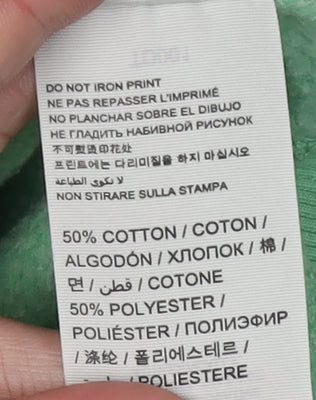 DO NOT IRON PRINT
NE PAS REPASSER L'IMPRIMÉ
NO PLANCHAR SOBRE EL DIBUJO
НЕ ГЛАДИТЬ НАБИВНОЙ РИСУНОК
不可熨烫印花处
프린트에는 다리미질을 하지 마십시오
لا تكوى الطباعة
NON STIRARE SULLA STAMPA
50% COTTON / COTON /
ALGODÓN / ХЛОПОК / 棉 /
면 / قطن / COTONE
50% POLYESTER /
POLIÉSTER / ПОЛИЭФИР
/ 涤纶 / 폴리에스테르 /
/ POLIESTERE